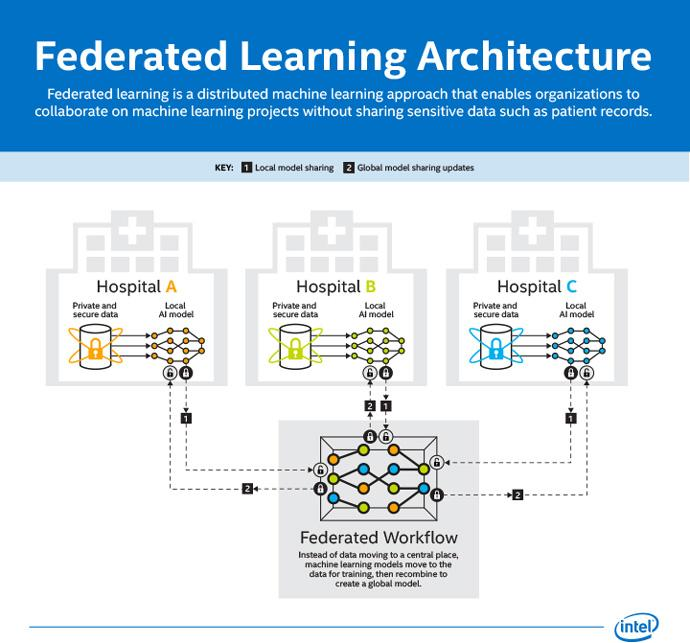 Federated Learning Architecture
Federated learning is a distributed machine learning approach that enables organizations to
collaborate on machine learning projects without sharing sensitive data such as patient records.
KEY: 1 Local model sharing 2 Global model sharing updates
Hospital A
Private and
secure data
Local
AI model
Hospital B
Private and
secure data
Local
AI model
Hospital C
Private and
secure data
Local
AI model
1
2
2
1
1
2
Federated Workflow
Instead of data moving to a central place,
machine learning models move to the
data for training, then recombine to
create a global model.
intel